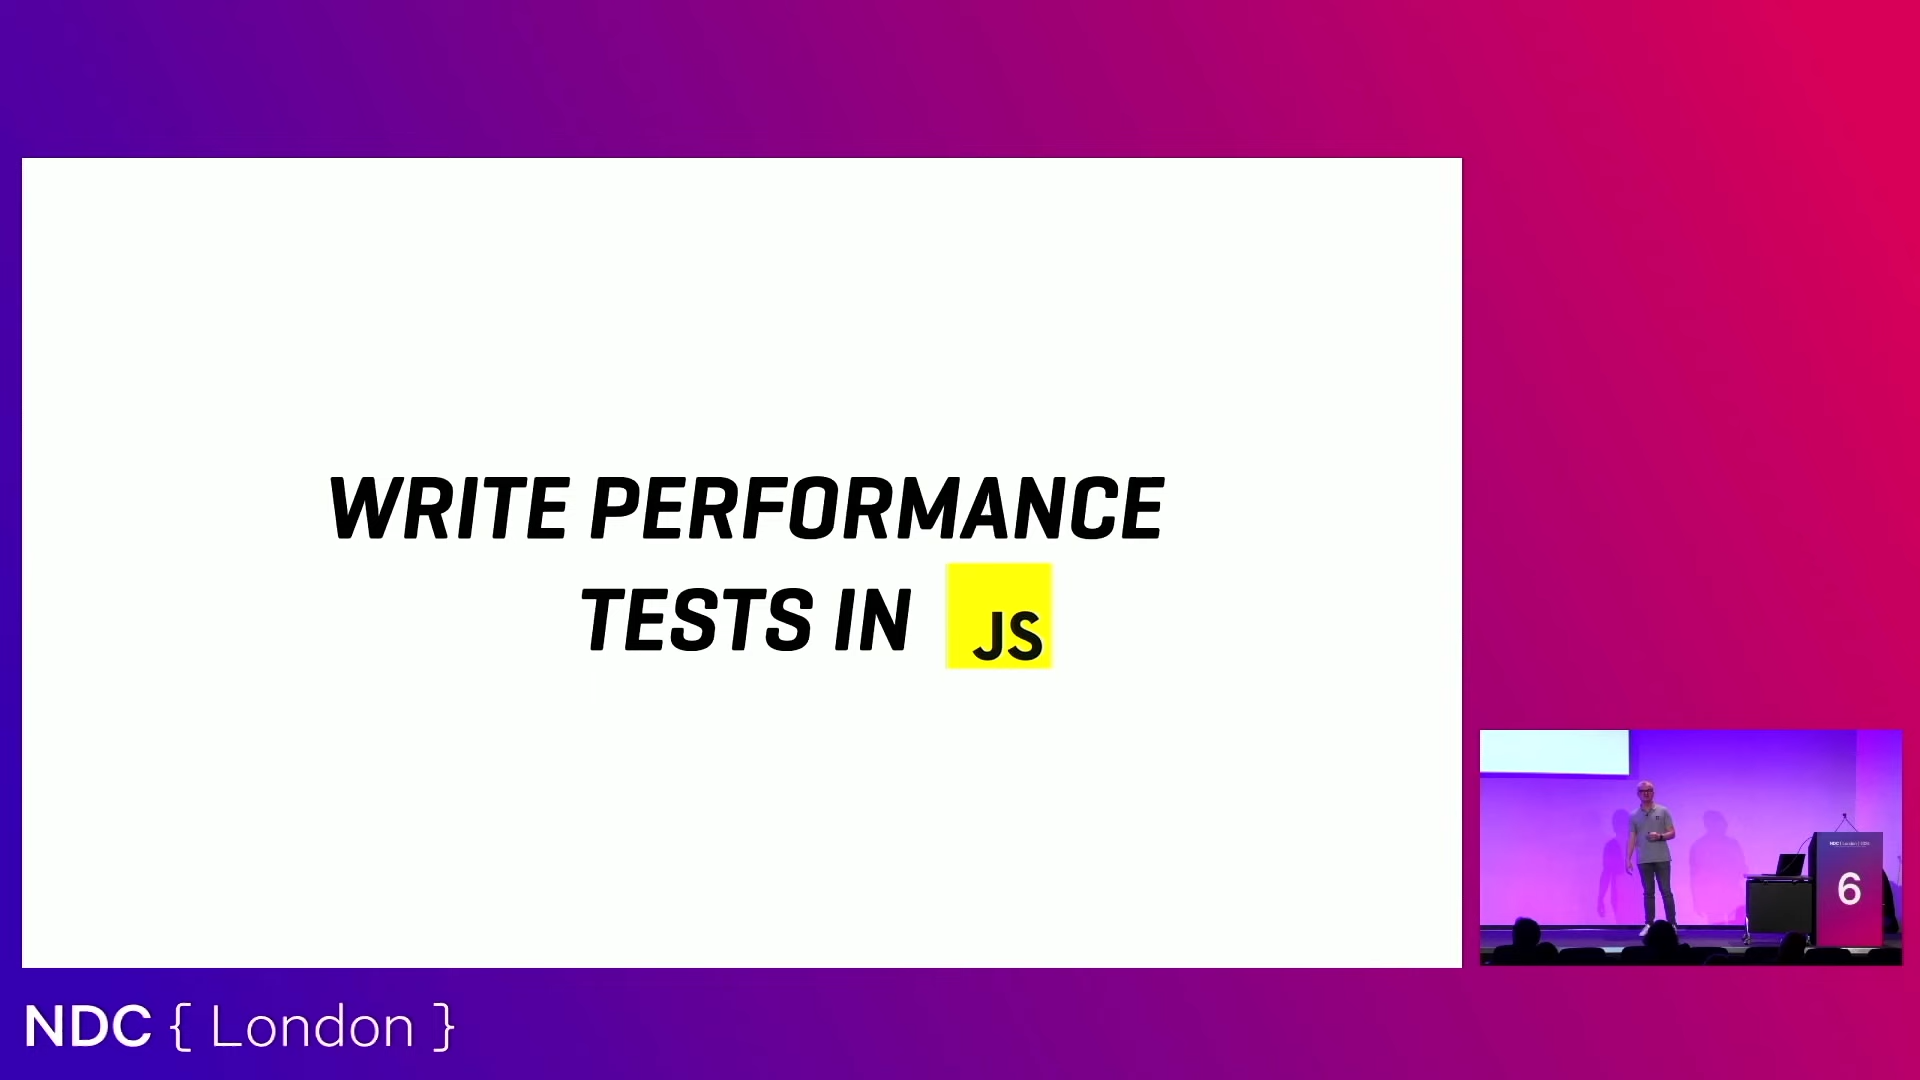 WRITE PERFORMANCE
TESTS IN JS
6
NDC { London }